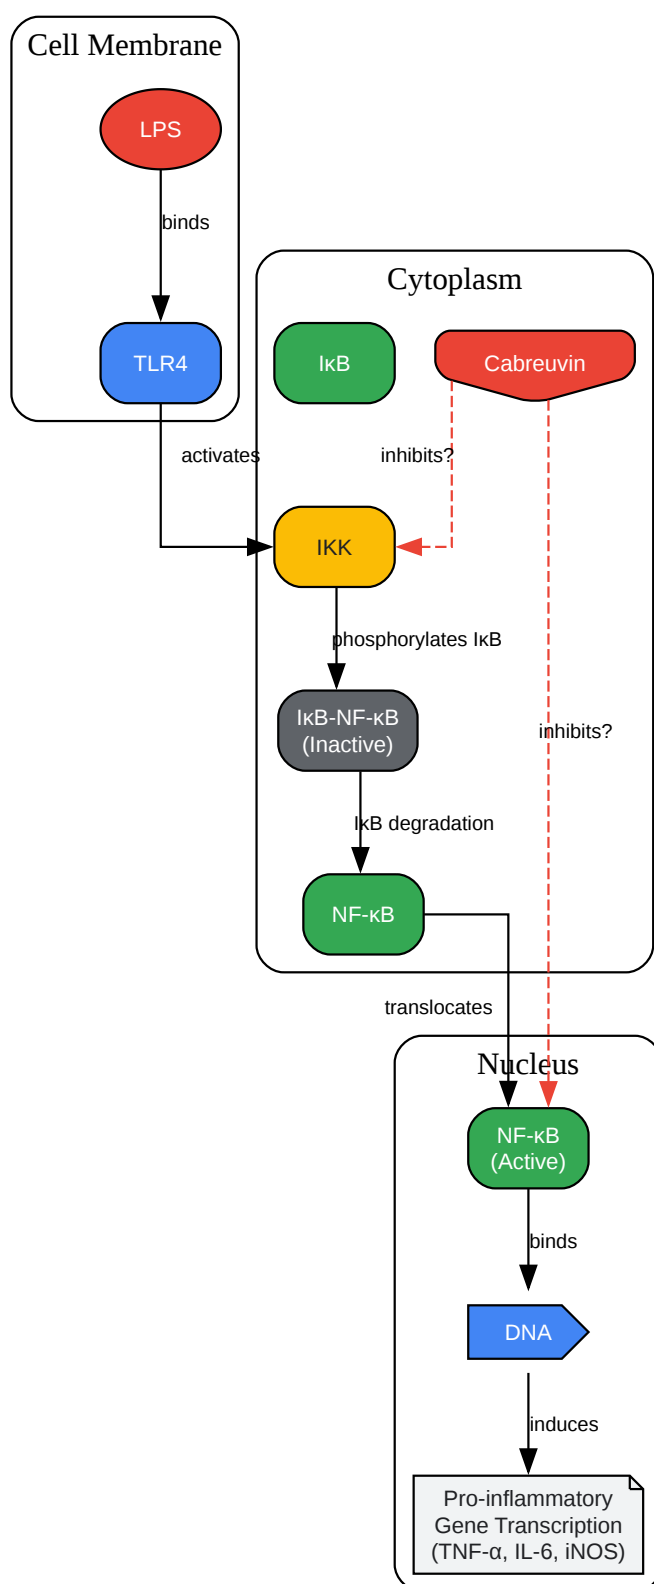 Cell Membrane
LPS
binds
TLR4
activates
Cytoplasm
IκB
Cabreuvin
inhibits?
IKK
phosphorylates IκB
IκB-NF-κB
(Inactive)
inhibits?
IκB degradation
NF-κB
translocates
Nucleus
NF-κB
(Active)
binds
DNA
induces
Pro-inflammatory
Gene Transcription
(TNF-α, IL-6, iNOS)